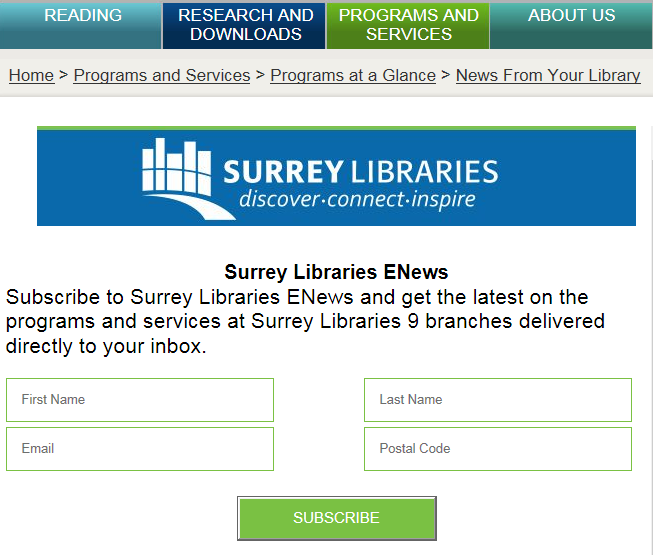 READING
RESEARCH AND
DOWNLOADS
PROGRAMS AND
SERVICES
ABOUT US
Home > Programs and Services > Programs at a Glance > News From Your Library
SURREY LIBRARIES
discover·connect·inspire
Surrey Libraries ENews
Subscribe to Surrey Libraries ENews and get the latest on the
programs and services at Surrey Libraries 9 branches delivered
directly to your inbox.
First Name
Last Name
Email
Postal Code
SUBSCRIBE